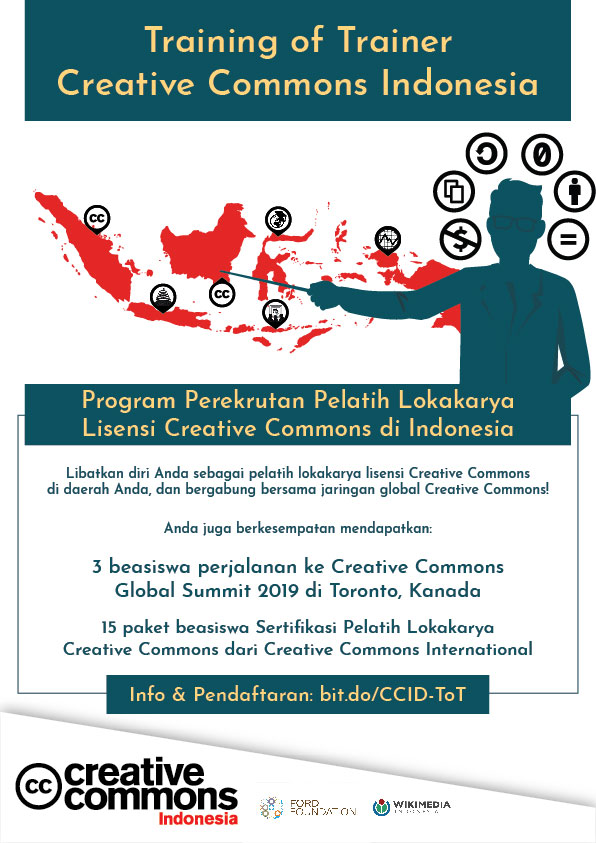 Training of Trainer
Creative Commons Indonesia
Program Perekrutan Pelatih Lokakarya
Lisensi Creative Commons di Indonesia
Libatkan diri Anda sebagai pelatih lokakarya lisensi Creative Commons
di daerah Anda, dan bergabung bersama jaringan global Creative Commons!
Anda juga berkesempatan mendapatkan:
3 beasiswa perjalanan ke Creative Commons
Global Summit 2019 di Toronto, Kanada
15 paket beasiswa Sertifikasi Pelatih Lokakarya
Creative Commons dari Creative Commons International
Info & Pendaftaran: bit.do/CCID-ToT
cc
creative
commons
Indonesia
FORD
FOUNDATION
WIKIMEDIA
INDONESIA